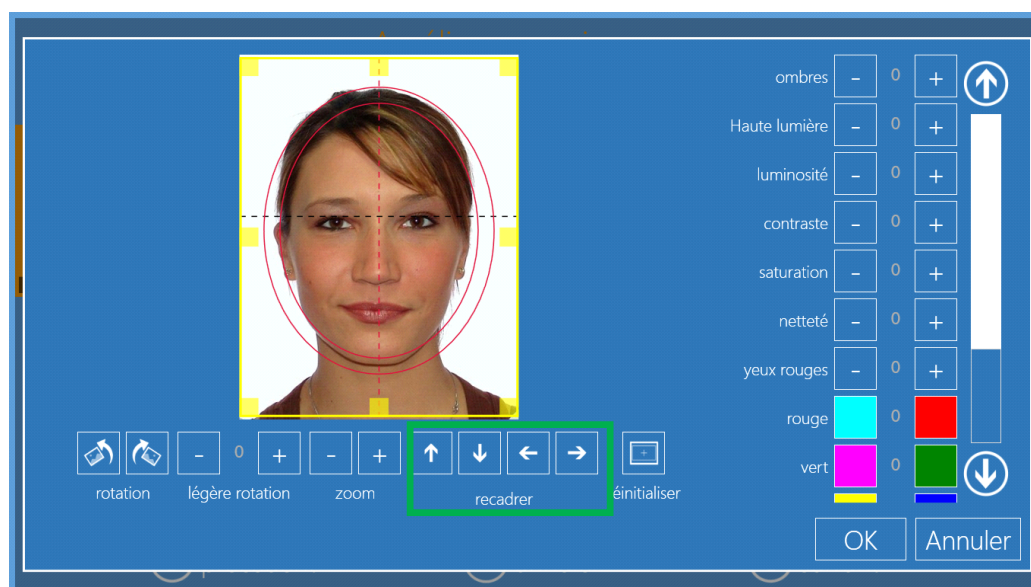 ombres - 0 +
Haute lumière - 0 +
luminosité - 0 +
contraste - 0 +
saturation - 0 +
netteté - 0 +
yeux rouges - 0 +
rouge 0
vert 0
- 0 + - +
rotation légère rotation zoom recadrer éinitialiser
OK Annuler